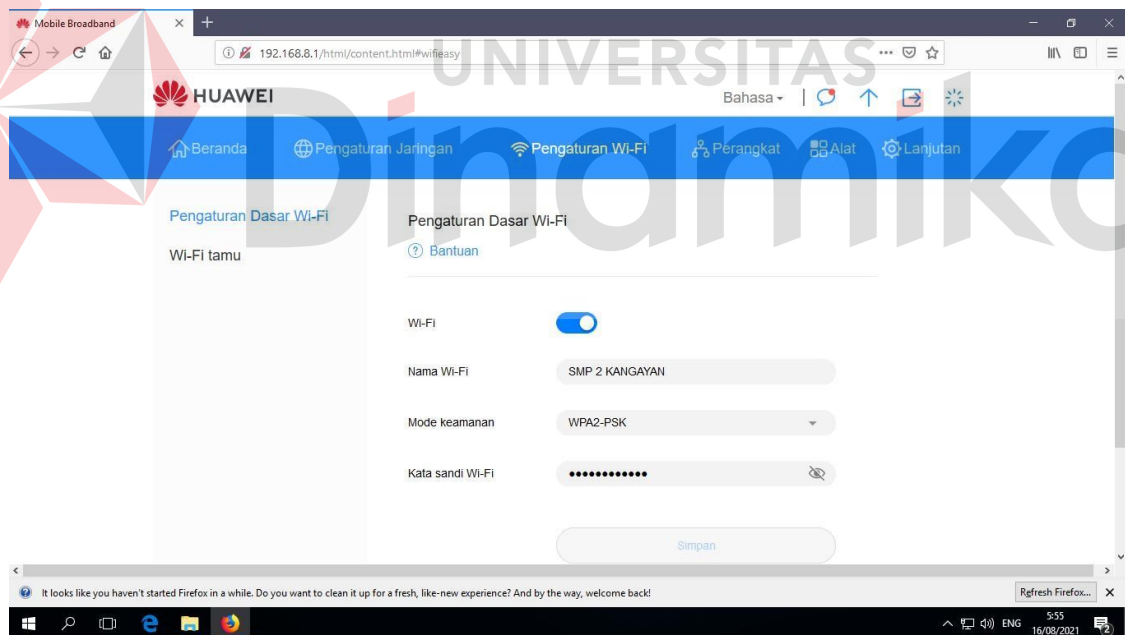 Mobile Broadband
192.168.8.1/html/content.html#wifieasy
UNIVERSITAS
Dinamika
HUAWEI
Bahasa
Beranda
Pengaturan Jaringan
Pengaturan Wi-Fi
Perangkat
Alat
Lanjutan
Pengaturan Dasar Wi-Fi
Wi-Fi tamu
Pengaturan Dasar Wi-Fi
? Bantuan
Wi-Fi
Nama Wi-Fi
SMP 2 KANGAYAN
Mode keamanan
WPA2-PSK
Kata sandi Wi-Fi
••••••••••••
Simpan
It looks like you haven't started Firefox in a while. Do you want to clean it up for a fresh, like-new experience? And by the way, welcome back!
Refresh Firefox...
ENG
5:55
16/08/2021
2